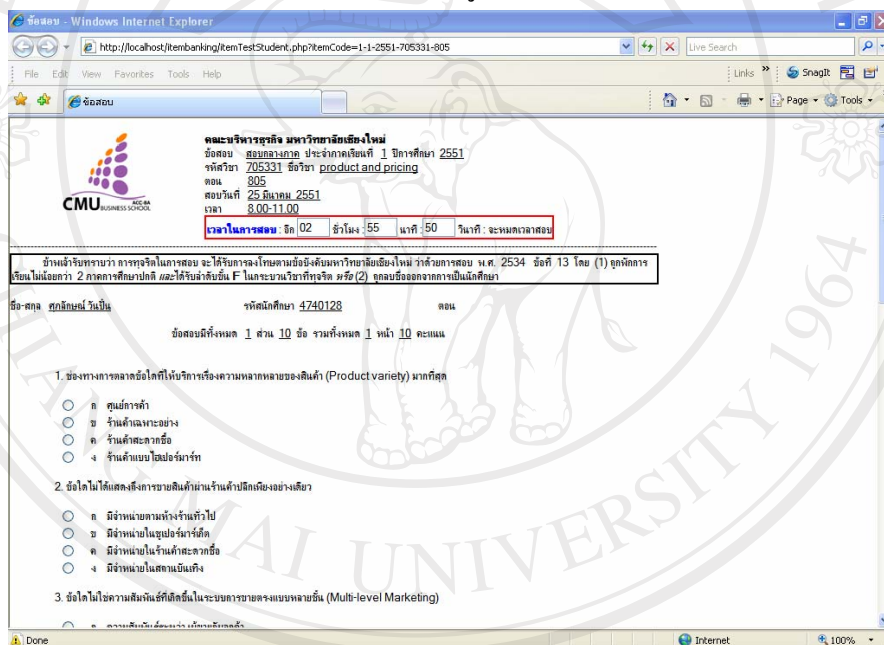 ข้อสอบ - Windows Internet Explorer
http://localhost/itembanking/itemTestStudent.php?itemCode=1-1-2551-705331-805
Live Search
File Edit View Favorites Tools Help
Links » SnagIt
ข้อสอบ
Page Tools
คณะบริหารธุรกิจ มหาวิทยาลัยเชียงใหม่
ข้อสอบ สอบกลางภาค ประจำภาคเรียนที่ 1 ปีการศึกษา 2551
รหัสวิชา 705331 ชื่อวิชา product and pricing
ตอน 805
สอบวันที่ 25 มีนาคม 2551
เวลา 8.00-11.00
CMU BUSINESS SCHOOL ACC-BA
เวลาในการสอบ : อีก 02 ชั่วโมง : 55 นาที : 50 วินาที : จะหมดเวลาสอบ
ข้าพเจ้ารับทราบว่า การทุจริตในการสอบ จะได้รับการลงโทษตามข้อบังคับมหาวิทยาลัยเชียงใหม่ ว่าด้วยการสอบ พ.ศ. 2534 ข้อที่ 13 โดย (1) ถูกพักการ
เรียนไม่น้อยกว่า 2 ภาคการศึกษาปกติ และได้รับลำดับขั้น F ในกระบวนวิชาที่ทุจริต หรือ (2) ถูกลบชื่อออกจากการเป็นนักศึกษา
ชื่อ-สกุล ศุภลักษณ์ วันปั๋น รหัสนักศึกษา 4740128 ตอน
ข้อสอบมีทั้งหมด 1 ส่วน 10 ข้อ รวมทั้งหมด 1 หน้า 10 คะแนน
1. ช่องทางการตลาดข้อใดที่ให้บริการเรื่องความหลากหลายของสินค้า (Product variety) มากที่สุด
ก ศูนย์การค้า
ข ร้านค้าเฉพาะอย่าง
ค ร้านค้าสะดวกซื้อ
ง ร้านค้าแบบไฮเปอร์มาร์ท
2. ข้อใดไม่ได้แสดงถึงการขายสินค้าผ่านร้านค้าปลีกเพียงอย่างเดียว
ก มีจำหน่ายตามห้างร้านทั่วไป
ข มีจำหน่ายในซูเปอร์มาร์เก็ต
ค มีจำหน่ายในร้านค้าสะดวกซื้อ
ง มีจำหน่ายในสถานบันเทิง
3. ข้อใดไม่ใช่ความสัมพันธ์ที่เกิดขึ้นในระบบการขายตรงแบบหลายชั้น (Multi-level Marketing)
Done
Internet
100%
CHIANG MAI UNIVERSITY 1964